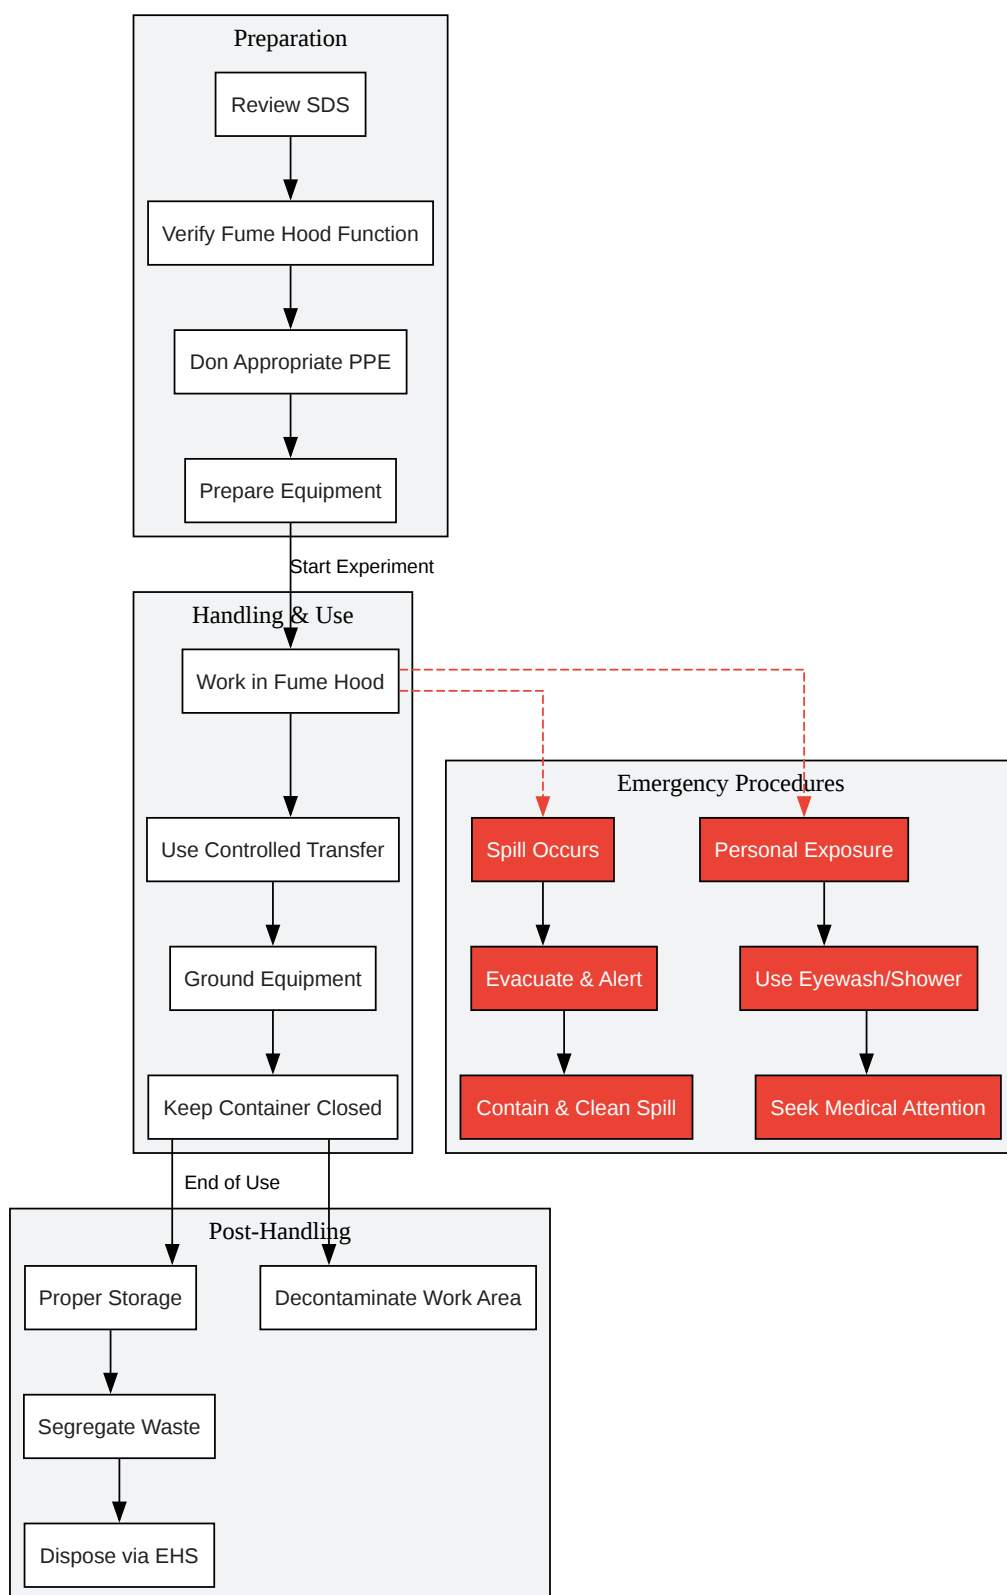 Preparation
Review SDS
Verify Fume Hood Function
Don Appropriate PPE
Prepare Equipment
Start Experiment
Handling & Use
Work in Fume Hood
Use Controlled Transfer
Ground Equipment
Keep Container Closed
Emergency Procedures
Spill Occurs
Personal Exposure
Evacuate & Alert
Use Eyewash/Shower
Contain & Clean Spill
Seek Medical Attention
End of Use
Post-Handling
Proper Storage
Decontaminate Work Area
Segregate Waste
Dispose via EHS